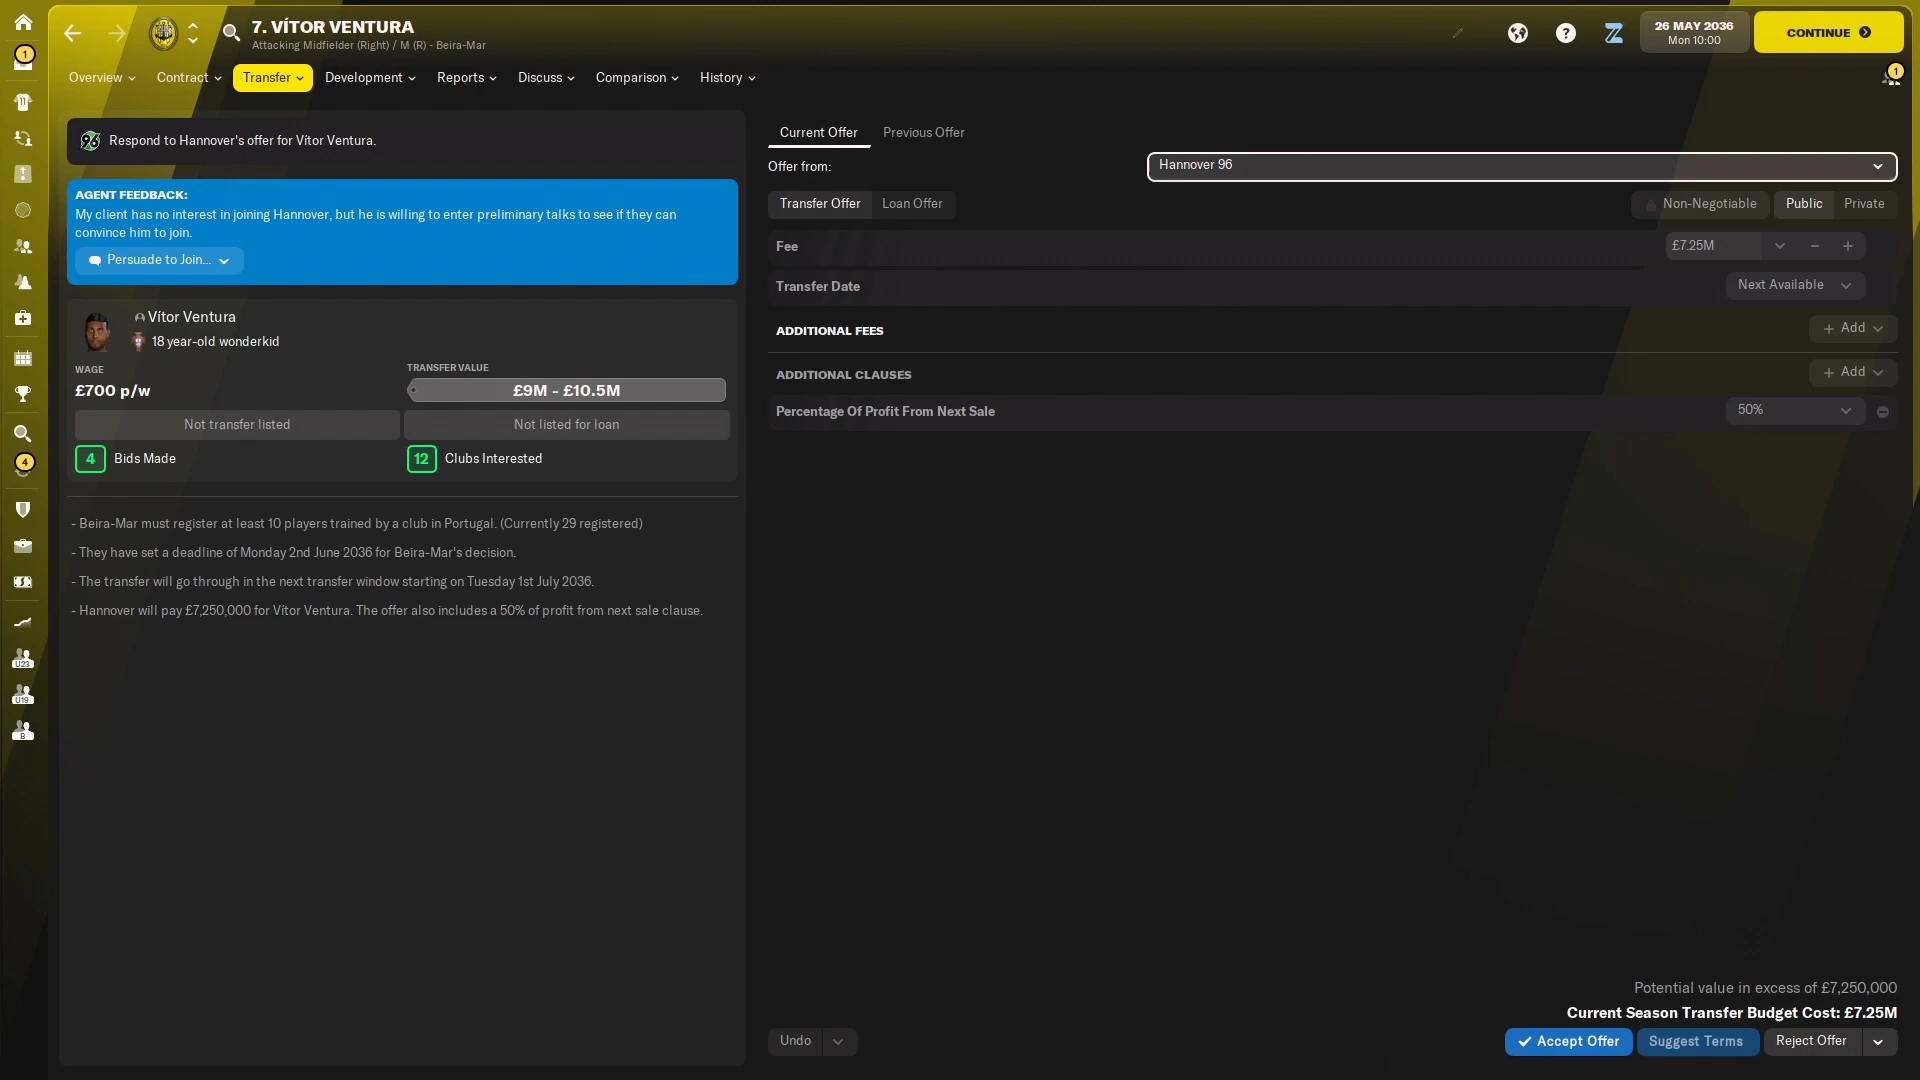 7. VÍTOR VENTURA
Attacking Midfielder (Right) / M (R) - Beira-Mar
26 MAY 2036
Mon 10:00
CONTINUE
1
Overview
Contract
Transfer
Development
Reports
Discuss
Comparison
History
1
Respond to Hannover's offer for Vítor Ventura.
AGENT FEEDBACK:
My client has no interest in joining Hannover, but he is willing to enter preliminary talks to see if they can
convince him to join.
Persuade to Join...
Vítor Ventura
18 year-old wonderkid
WAGE
£700 p/w
TRANSFER VALUE
£9M - £10.5M
Not transfer listed
Not listed for loan
4 Bids Made
12 Clubs Interested
- Beira-Mar must register at least 10 players trained by a club in Portugal. (Currently 29 registered)
- They have set a deadline of Monday 2nd June 2036 for Beira-Mar's decision.
- The transfer will go through in the next transfer window starting on Tuesday 1st July 2036.
- Hannover will pay £7,250,000 for Vítor Ventura. The offer also includes a 50% of profit from next sale clause.
4
U23
U19
B
Current Offer
Previous Offer
Offer from:
Hannover 96
Transfer Offer
Loan Offer
Non-Negotiable
Public
Private
Fee
£7.25M
Transfer Date
Next Available
ADDITIONAL FEES
Add
ADDITIONAL CLAUSES
Add
Percentage Of Profit From Next Sale
50%
Potential value in excess of £7,250,000
Current Season Transfer Budget Cost: £7.25M
Undo
Accept Offer
Suggest Terms
Reject Offer